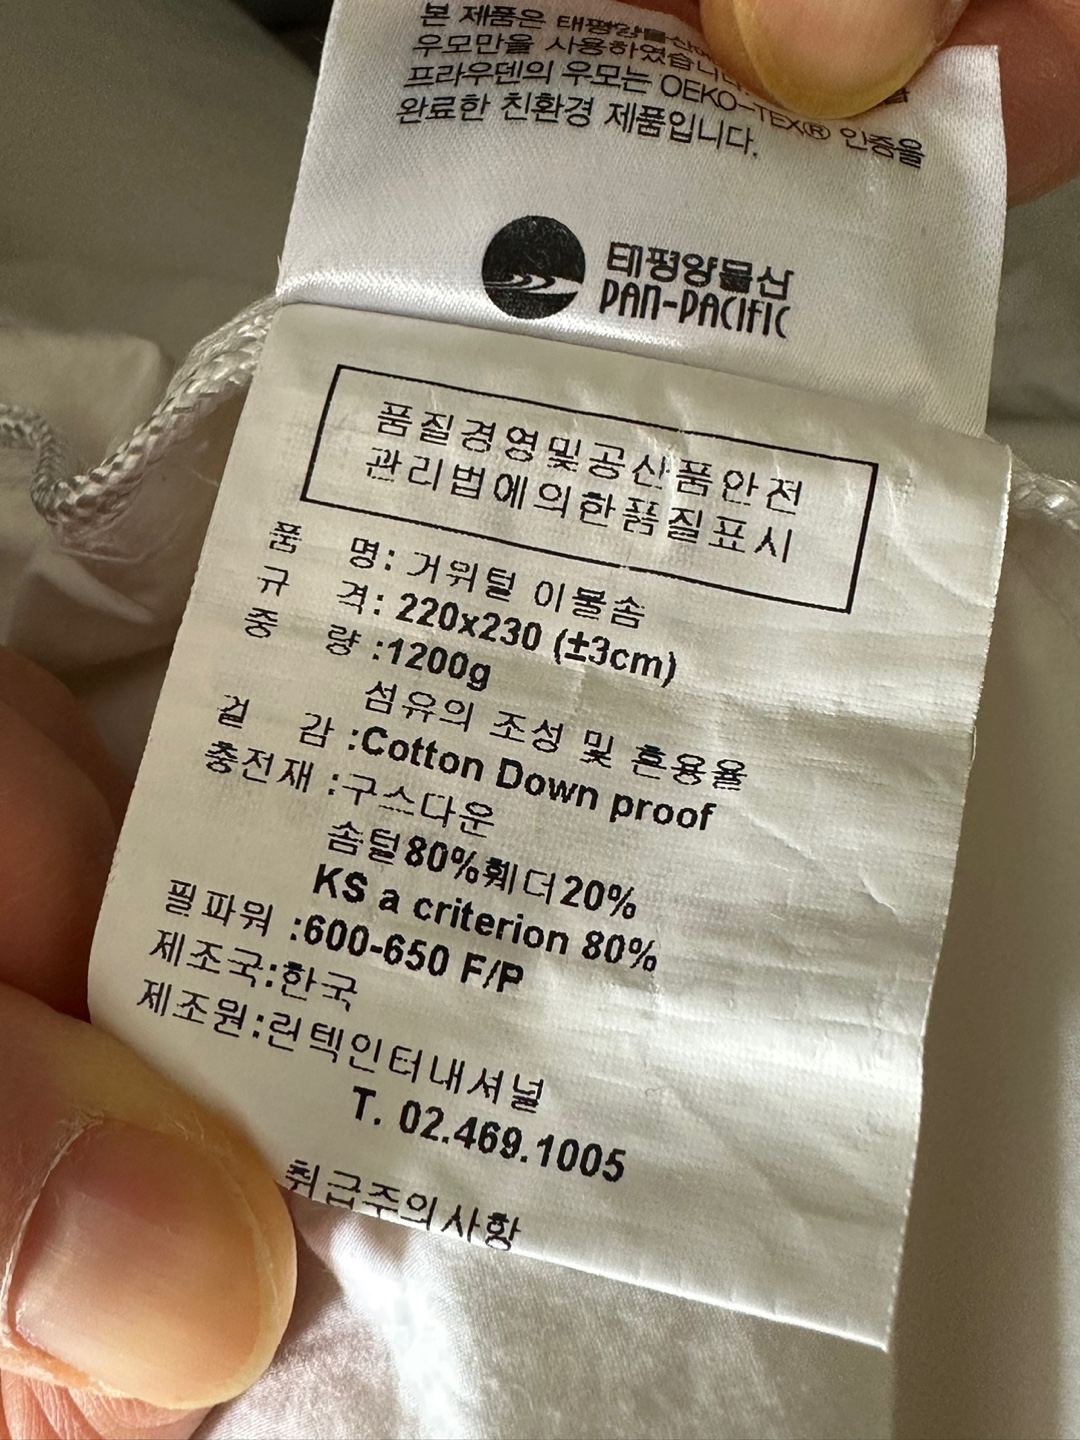 본 제품은 태평양물산
우모만을 사용하였습니다.
프라우덴의 우모는 OEKO-TEX® 인증을
완료한 친환경 제품입니다.
태평양물산
PAN-PACIFIC
품질경영및공산품안전
관리법에의한품질표시
품 명: 거위털 이불솜
규 격: 220x230 (±3cm)
중 량 :1200g
섬유의 조성 및 혼용율
겉 감 :Cotton Down proof
충전재 :구스다운
솜털80%훼더20%
KS a criterion 80%
필파워 :600-650 F/P
제조국:한국
제조원:린텍인터내셔널
T. 02.469.1005
취급주의사항